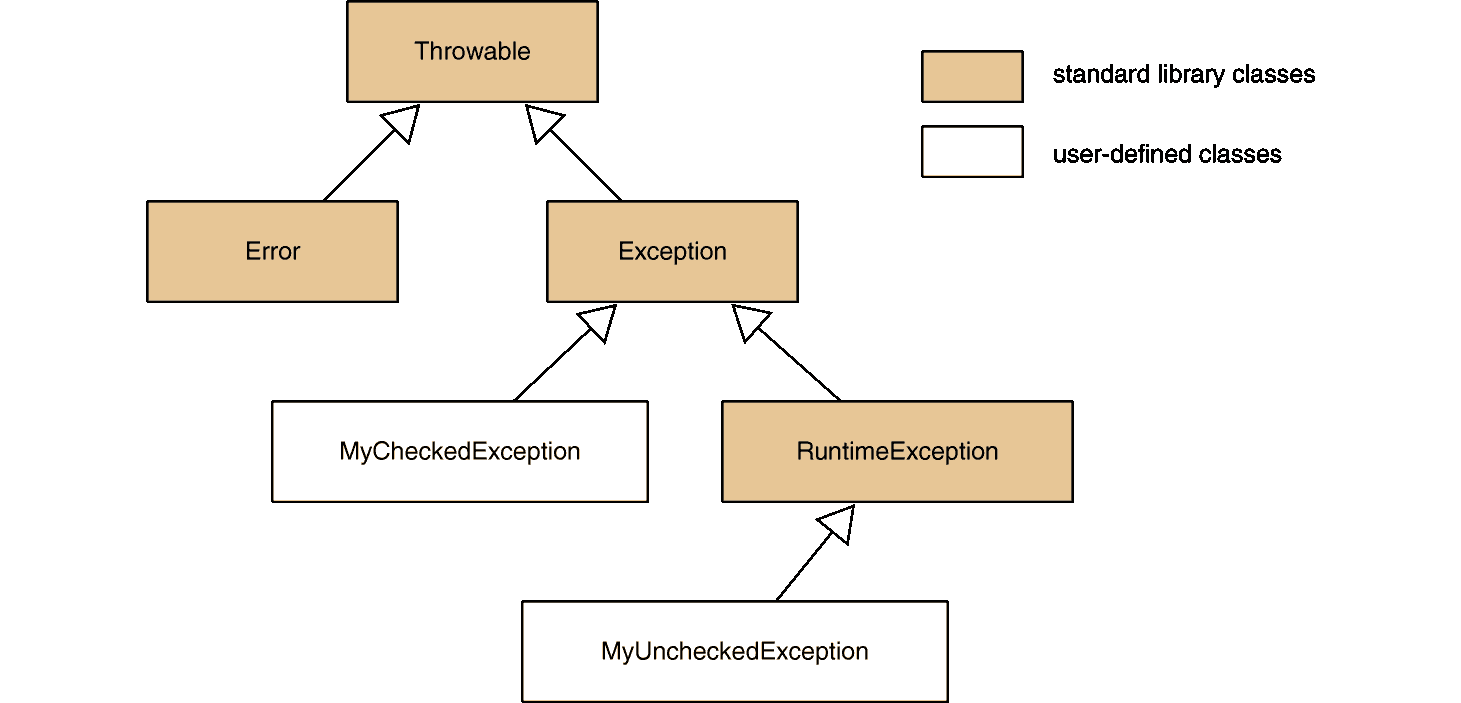 Throwable
standard library classes
user-defined classes
Error
Exception
MyCheckedException
RuntimeException
MyUncheckedException